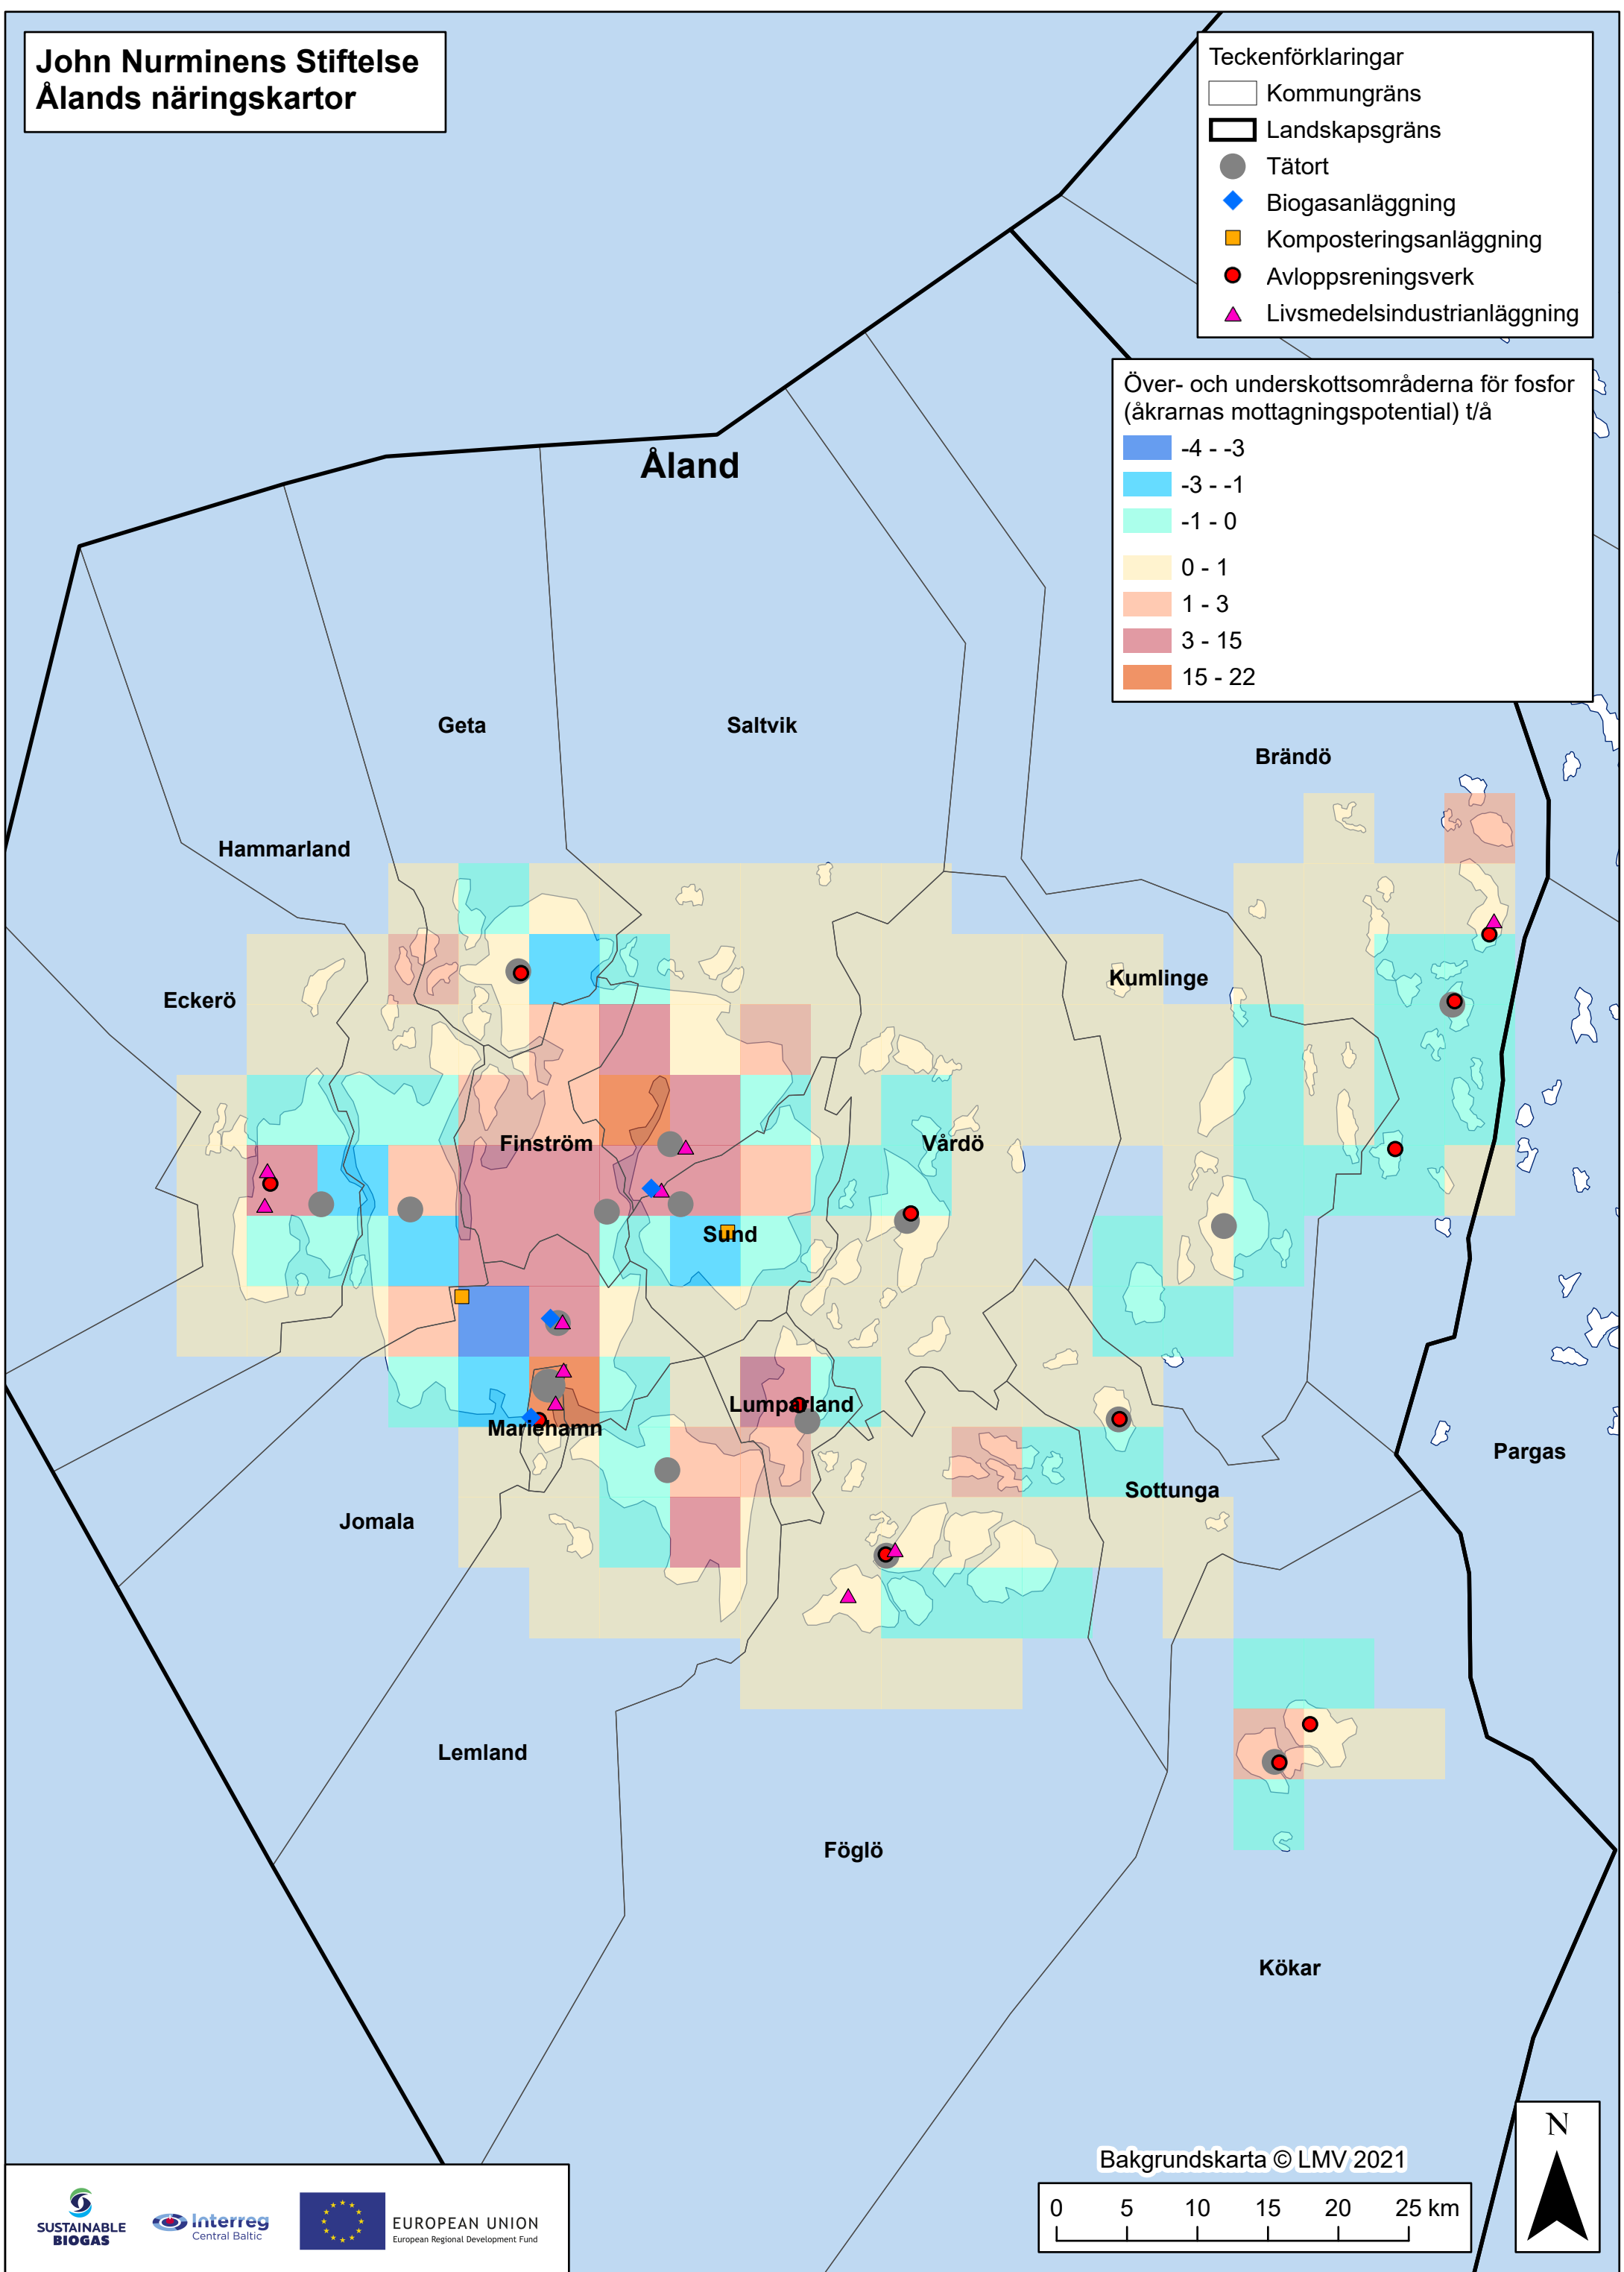 John Nurminens Stiftelse
Ålands näringskartor
Teckenförklaringar
Kommungräns
Landskapsgräns
Tätort
Biogasanläggning
Komposteringsanläggning
Avloppsreningsverk
Livsmedelsindustrianläggning
Över- och underskottsområderna för fosfor
(åkrarnas mottagningspotential) t/å
-4 - -3
-3 - -1
-1 - 0
0 - 1
1 - 3
3 - 15
15 - 22
Åland
Geta
Saltvik
Brändö
Hammarland
Kumlinge
Eckerö
Finström
Vårdö
Sund
Lumparland
Mariehamn
Pargas
Sottunga
Jomala
Lemland
Föglö
Kökar
Bakgrundskarta © LMV 2021
0 5 10 15 20 25 km
N
SUSTAINABLE
BIOGAS
Interreg
Central Baltic
EUROPEAN UNION
European Regional Development Fund